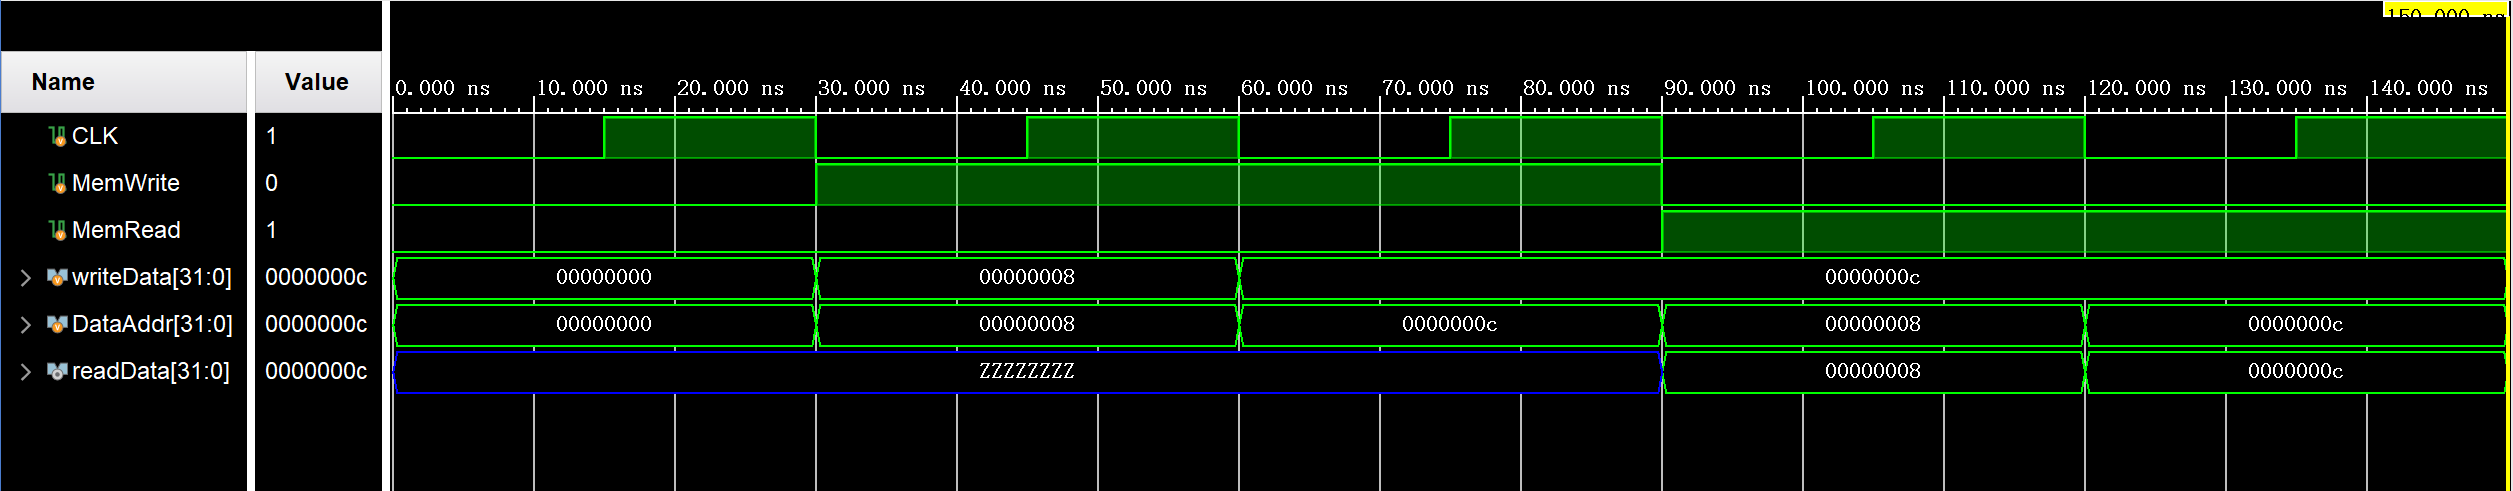 150.000 ns
Name Value
0.000 ns 10.000 ns 20.000 ns 30.000 ns 40.000 ns 50.000 ns 60.000 ns 70.000 ns 80.000 ns 90.000 ns 100.000 ns 110.000 ns 120.000 ns 130.000 ns 140.000 ns
CLK 1
MemWrite 0
MemRead 1
writeData[31:0] 0000000c 00000000 00000008 0000000c
DataAddr[31:0] 0000000c 00000000 00000008 0000000c 00000008 0000000c
readData[31:0] 0000000c ZZZZZZZZ 00000008 0000000c